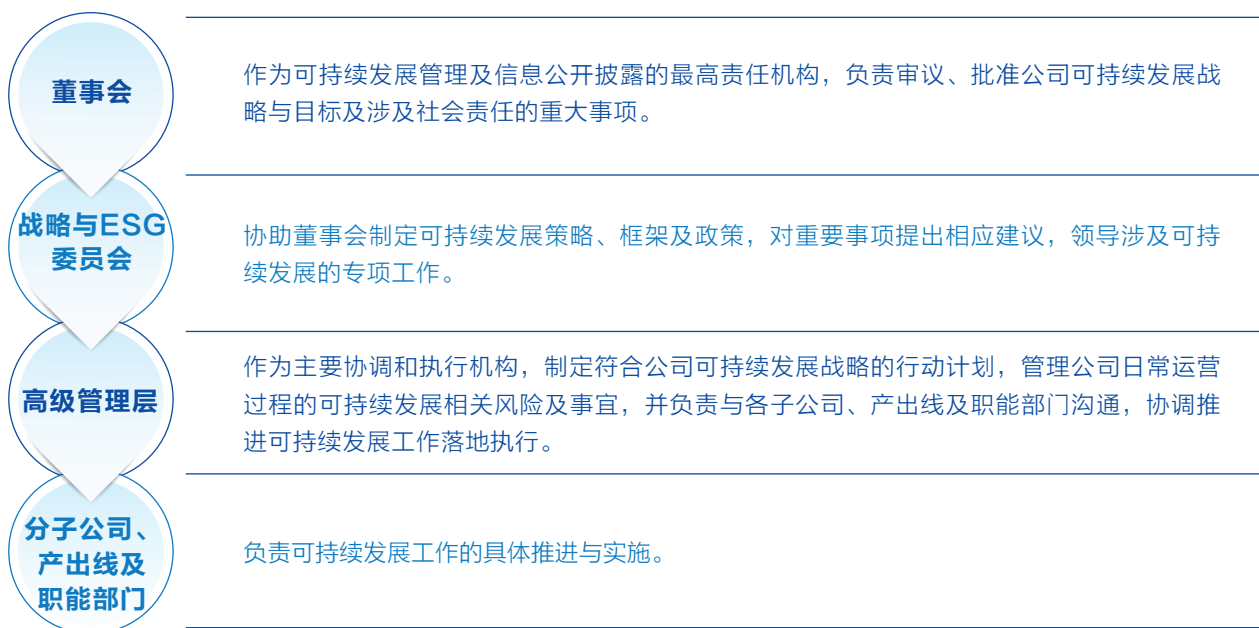 董事会
作为可持续发展管理及信息公开披露的最高责任机构，负责审议、批准公司可持续发展战
略与目标及涉及社会责任的重大事项。
战略与ESG
委员会
协助董事会制定可持续发展策略、框架及政策，对重要事项提出相应建议，领导涉及可持
续发展的专项工作。
高级管理层
作为主要协调和执行机构，制定符合公司可持续发展战略的行动计划，管理公司日常运营
过程的可持续发展相关风险及事宜，并负责与各子公司、产出线及职能部门沟通，协调推
进可持续发展工作落地执行。
分子公司、
产出线及
职能部门
负责可持续发展工作的具体推进与实施。